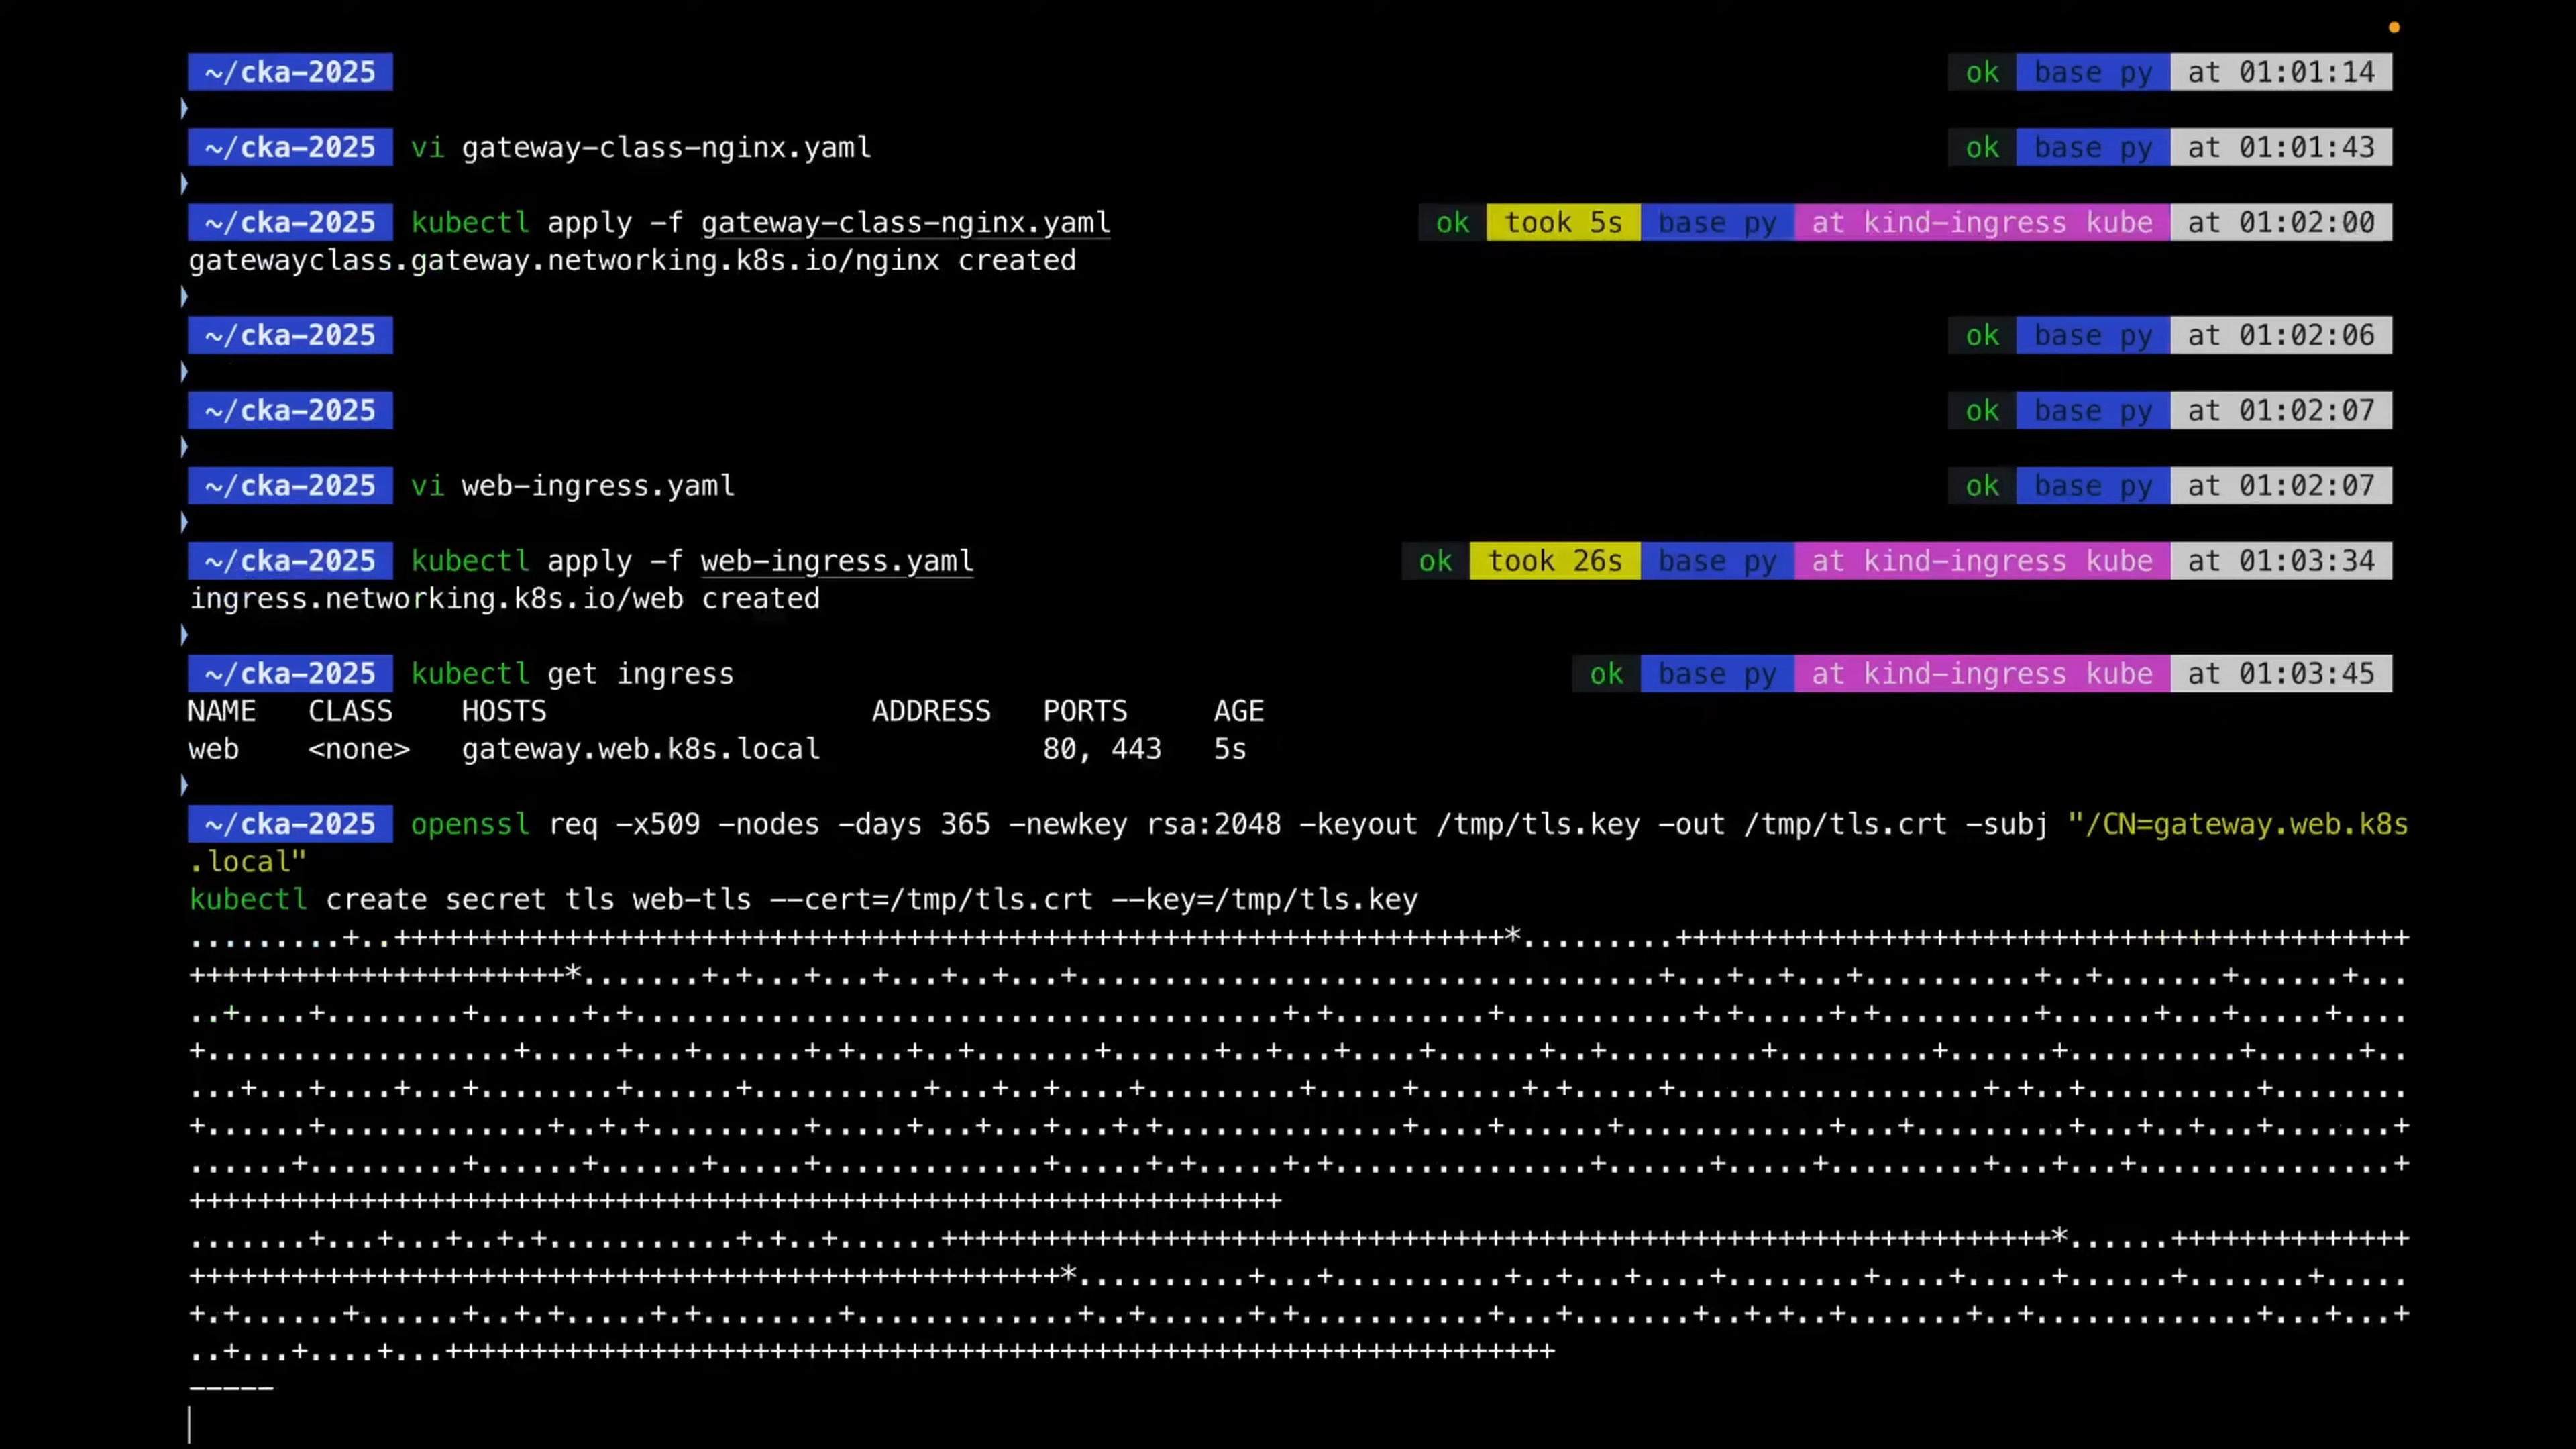 ~/cka-2025 ok base py at 01:01:14
~/cka-2025 vi gateway-class-nginx.yaml ok base py at 01:01:43
~/cka-2025 kubectl apply -f gateway-class-nginx.yaml ok took 5s base py at kind-ingress kube at 01:02:00
gatewayclass.gateway.networking.k8s.io/nginx created
~/cka-2025 ok base py at 01:02:06
~/cka-2025 ok base py at 01:02:07
~/cka-2025 vi web-ingress.yaml ok base py at 01:02:07
~/cka-2025 kubectl apply -f web-ingress.yaml ok took 26s base py at kind-ingress kube at 01:03:34
ingress.networking.k8s.io/web created
~/cka-2025 kubectl get ingress ok base py at kind-ingress kube at 01:03:45
NAME CLASS HOSTS ADDRESS PORTS AGE
web <none> gateway.web.k8s.local 80, 443 5s
~/cka-2025 openssl req -x509 -nodes -days 365 -newkey rsa:2048 -keyout /tmp/tls.key -out /tmp/tls.crt -subj "/CN=gateway.web.k8s
.local"
kubectl create secret tls web-tls --cert=/tmp/tls.crt --key=/tmp/tls.key
-----